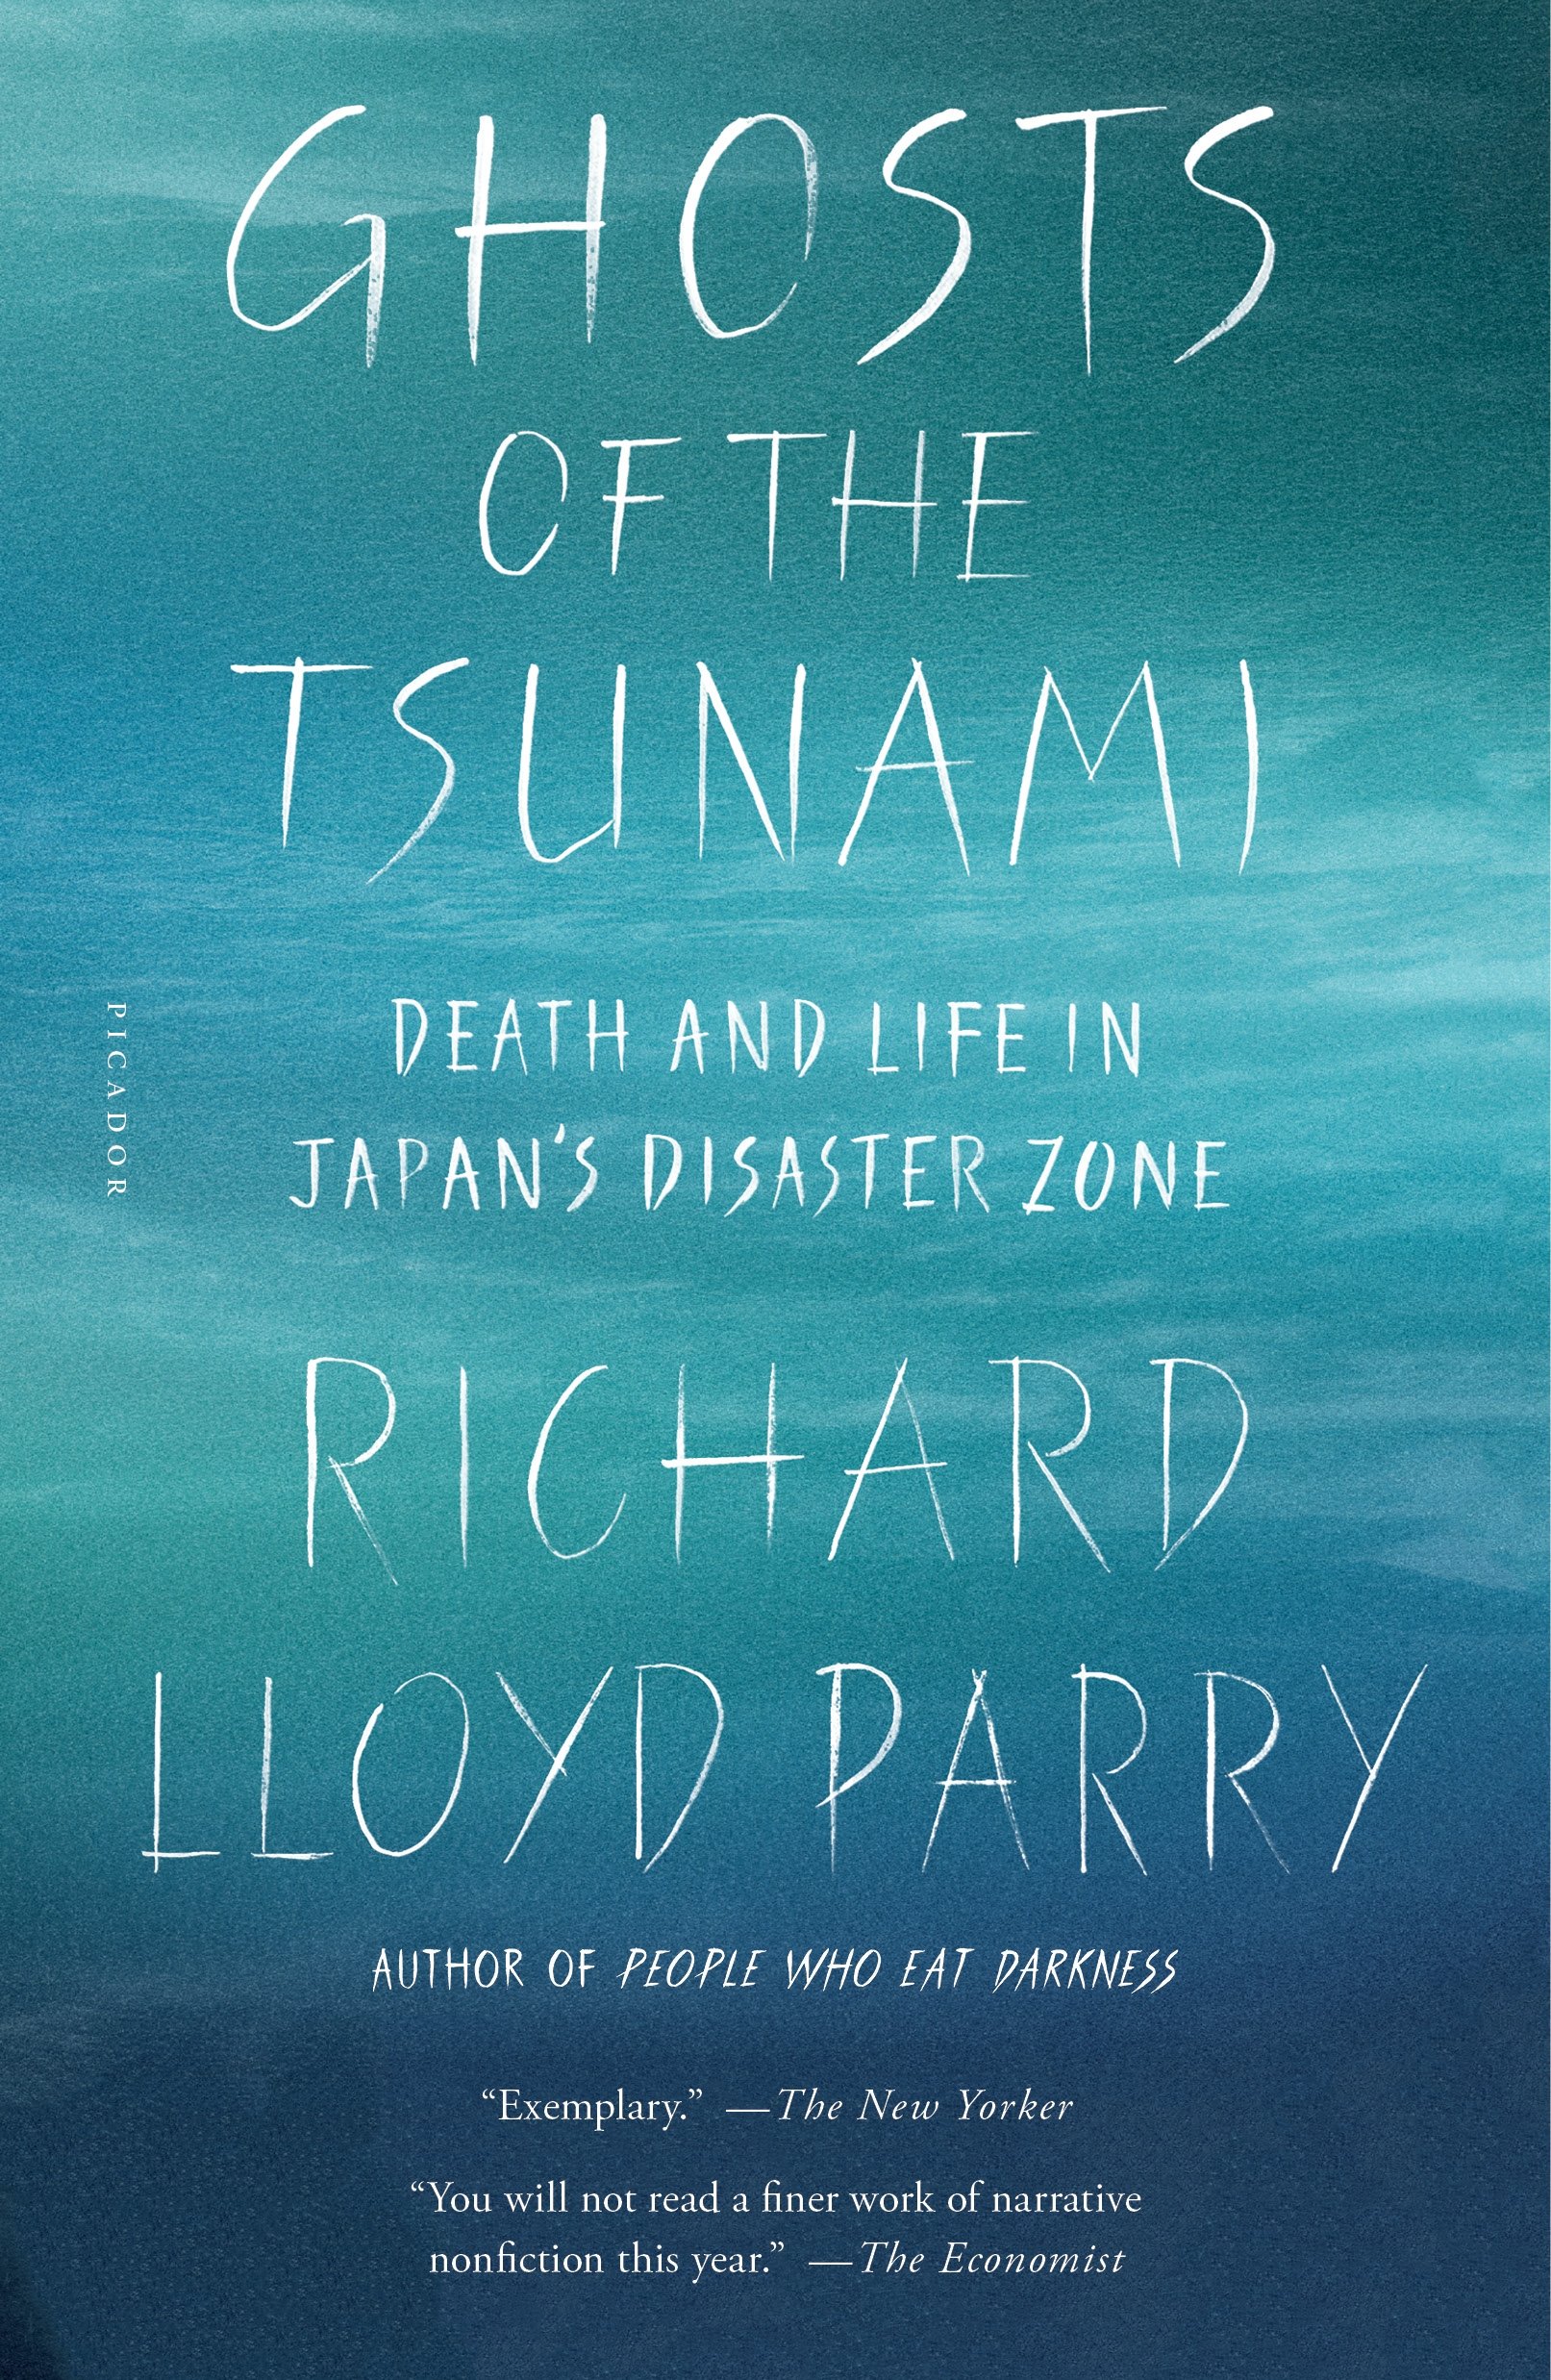 GHOSTS
OF THE
TSUNAMI
PICADOR
DEATH AND LIFE IN
JAPAN'S DISASTER ZONE
RICHARD
LLOYD PARRY
AUTHOR OF PEOPLE WHO EAT DARKNESS
“Exemplary.” —The New Yorker
“You will not read a finer work of narrative
nonfiction this year.” —The Economist